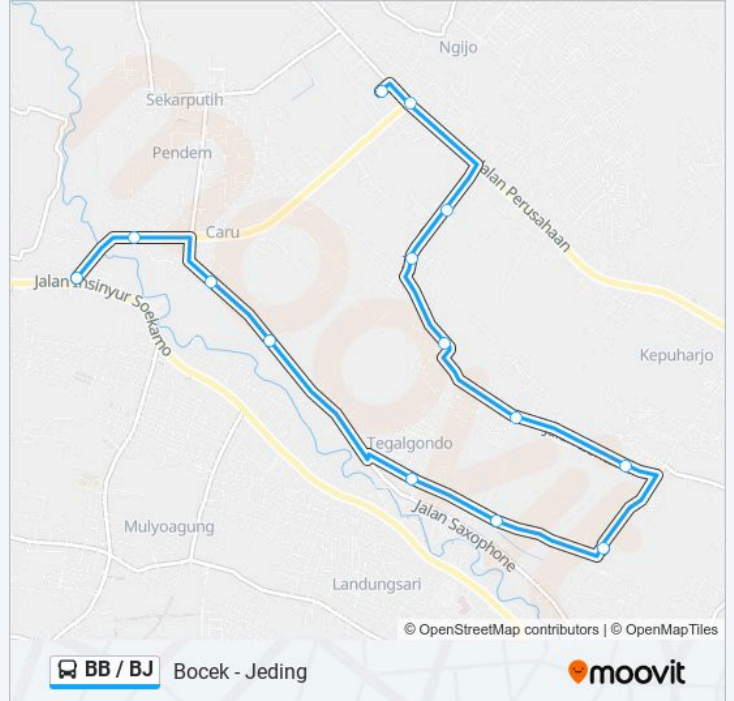 Ngijo
Sekarputih
Pendem
Jalan Perusahaan
Caru
Jalan Insinyur Soekarno
Kepuharjo
Tegalgondo
Jalan Saxophone
Mulyoagung
Landungsari
moovit
© OpenStreetMap contributors | © OpenMapTiles
BB / BJ
Bocek - Jeding
moovit